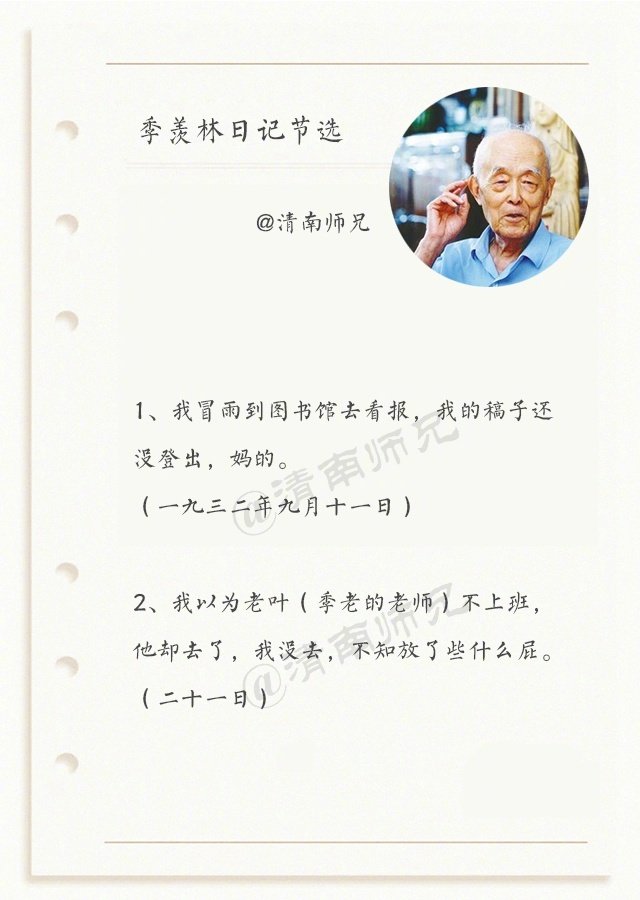 季羡林日记节选
@清南师兄
1、我冒雨到图书馆去看报，我的稿子还
没登出，妈的。
（一九三二年九月十一日）
@清南师兄
2、我以为老叶（季老的老师）不上班，
他却去了，我没去，不知放了些什么屁。
（二十一日）
@清南师兄